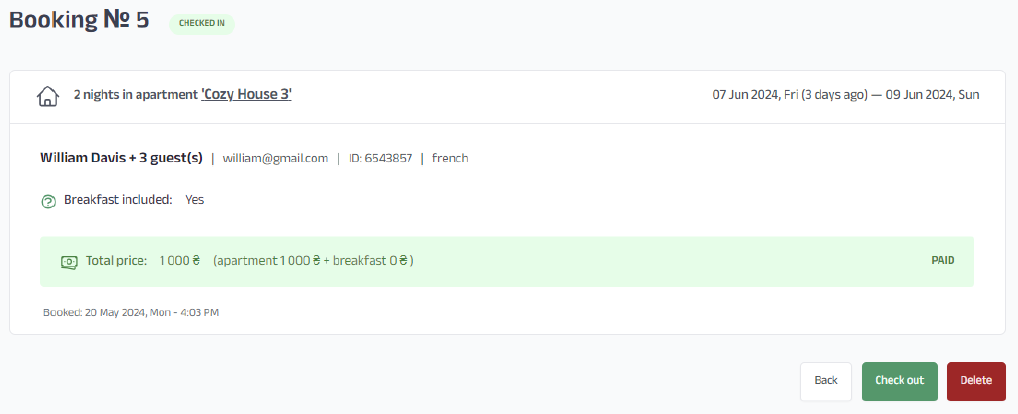 Booking № 5 CHECKED IN
2 nights in apartment 'Cozy House 3' 07 Jun 2024, Fri (3 days ago) — 09 Jun 2024, Sun
William Davis + 3 guest(s) | william@gmail.com | ID: 6543857 | french
Breakfast included: Yes
Total price: 1 000 ₴ (apartment 1 000 ₴ + breakfast 0 ₴) PAID
Booked: 20 May 2024, Mon - 4:03 PM
Back Check out Delete